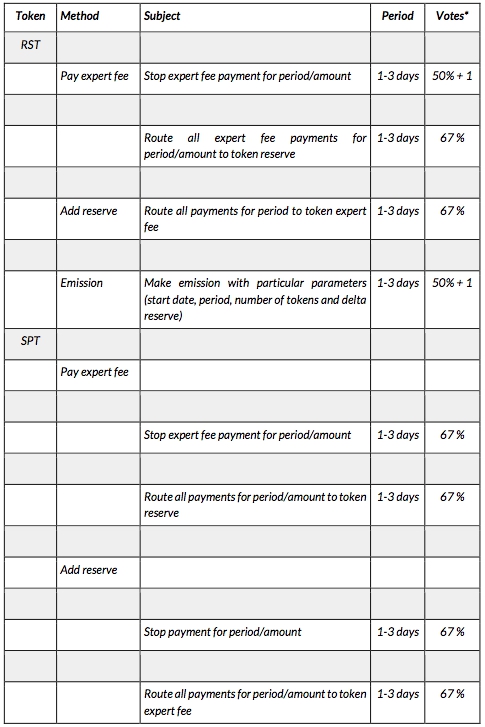 Token Method Subject Period Votes*
RST
Pay expert fee Stop expert fee payment for period/amount 1-3 days 50% + 1
Route all expert fee payments for 1-3 days 67 %
period/amount to token reserve
Add reserve Route all payments for period to token expert 1-3 days 67 %
fee
Emission Make emission with particular parameters 1-3 days 50% + 1
(start date, period, number of tokens and delta
reserve)
SPT
Pay expert fee
Stop expert fee payment for period/amount 1-3 days 67 %
Route all payments for period/amount to token 1-3 days 67 %
reserve
Add reserve
Stop payment for period/amount 1-3 days 67 %
Route all payments for period/amount to token 1-3 days 67 %
expert fee